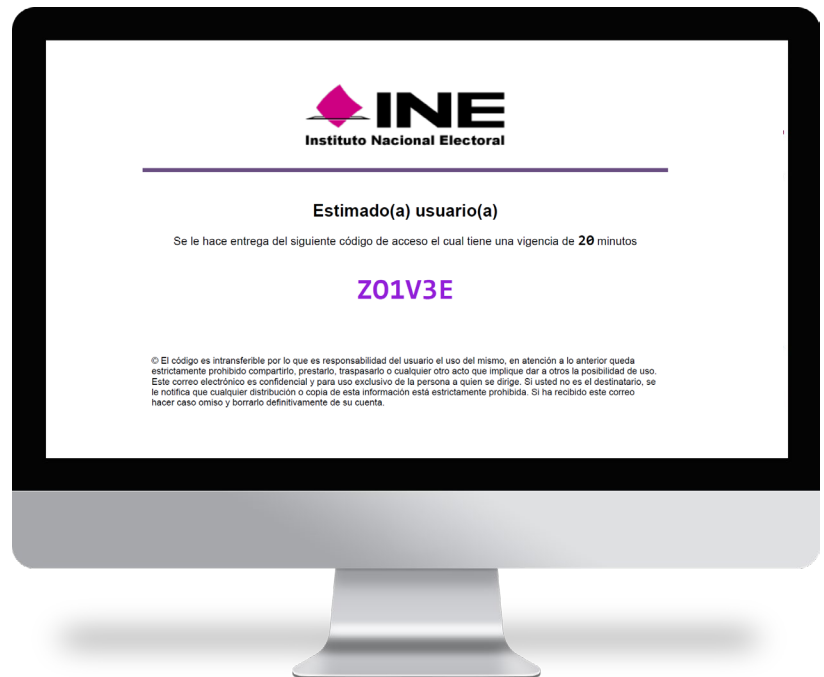 INE
Instituto Nacional Electoral
Estimado(a) usuario(a)
Se le hace entrega del siguiente código de acceso el cual tiene una vigencia de 20 minutos
ZO1V3E
© El código es intransferible por lo que es responsabilidad del usuario el uso del mismo, en atención a lo anterior queda
estrictamente prohibido compartirlo, prestarlo, traspasarlo o cualquier otro acto que implique dar a otros la posibilidad de uso.
Este correo electrónico es confidencial y para uso exclusivo de la persona a quien se dirige. Si usted no es el destinatario, se
le notifica que cualquier distribución o copia de esta información está estrictamente prohibida. Si ha recibido este correo
hacer caso omiso y borrarlo definitivamente de su cuenta.